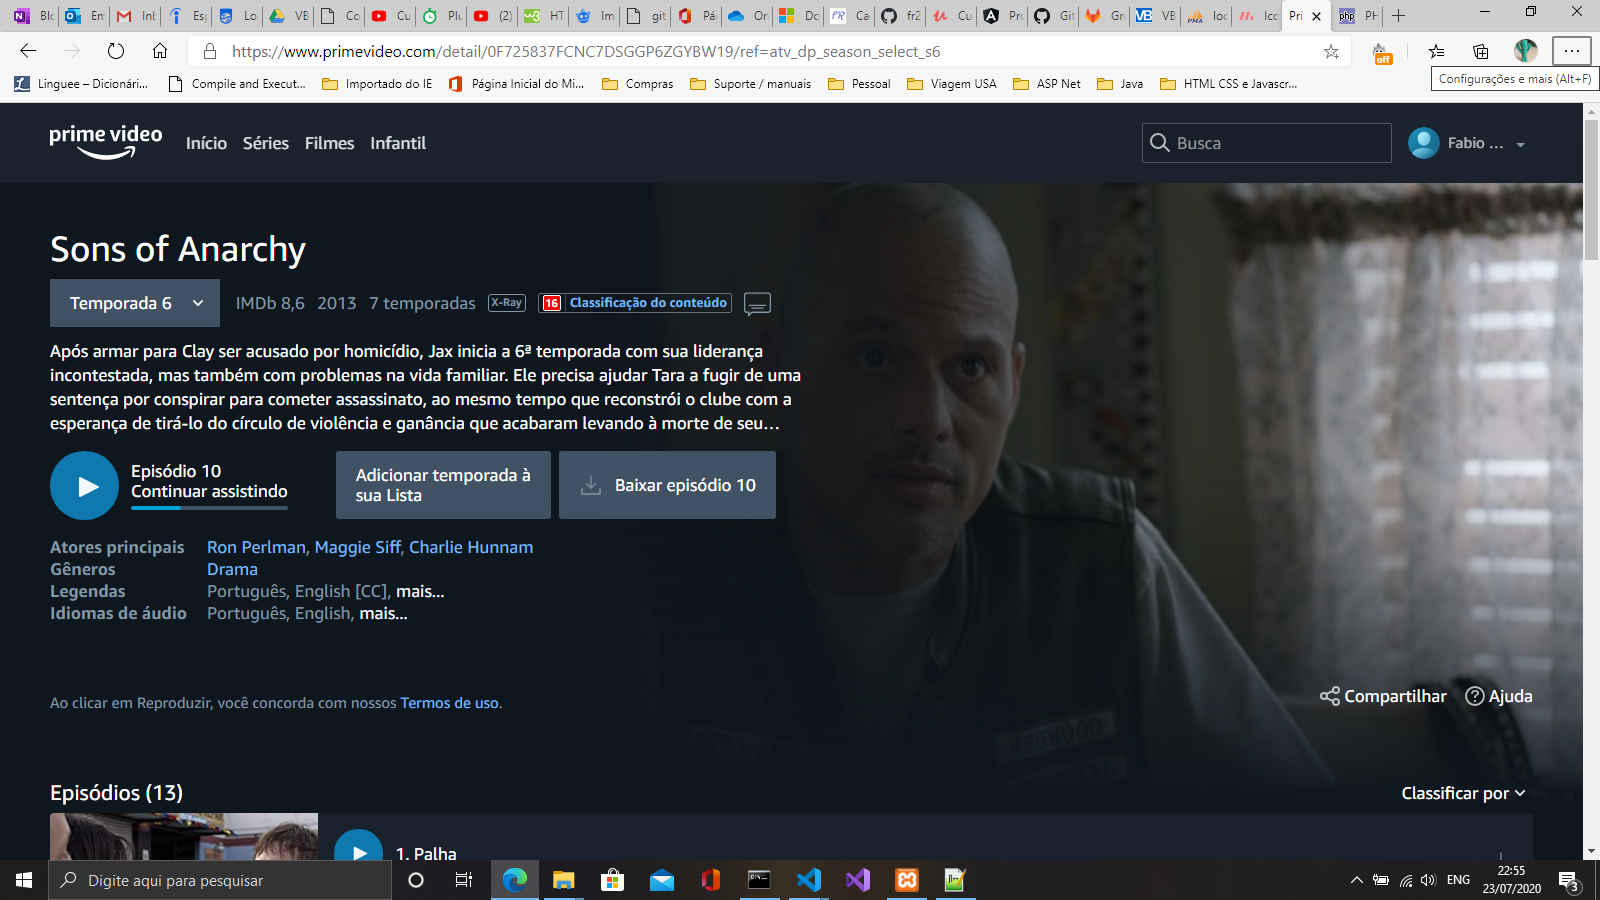 Blc
Em
Int
Esp
Lo
VB
Co
Cu
Plu
(2)
HT
Im
git
Pá
On
Do
Ca
fr2
Cu
Pro
Git
Gr
VB
loc
Icc
Pri
PH
https://www.primevideo.com/detail/0F725837FCNC7DSGGP6ZGYBW19/ref=atv_dp_season_select_s6
off
Configurações e mais (Alt+F)
Linguee – Dicionári...
Compile and Execut...
Importado do IE
Página Inicial do Mi...
Compras
Suporte / manuais
Pessoal
Viagem USA
ASP Net
Java
HTML CSS e Javascr...
prime video
Início Séries Filmes Infantil
Busca
Fabio ...
Sons of Anarchy
Temporada 6
IMDb 8,6 2013 7 temporadas X-Ray 16 Classificação do conteúdo
Após armar para Clay ser acusado por homicídio, Jax inicia a 6ª temporada com sua liderança
incontestada, mas também com problemas na vida familiar. Ele precisa ajudar Tara a fugir de uma
sentença por conspirar para cometer assassinato, ao mesmo tempo que reconstrói o clube com a
esperança de tirá-lo do círculo de violência e ganância que acabaram levando à morte de seu…
Episódio 10
Continuar assistindo
Adicionar temporada à
sua Lista
Baixar episódio 10
Atores principais Ron Perlman, Maggie Siff, Charlie Hunnam
Gêneros Drama
Legendas Português, English [CC], mais...
Idiomas de áudio Português, English, mais...
REDWOOD
Ao clicar em Reproduzir, você concorda com nossos Termos de uso.
Compartilhar
Ajuda
Episódios (13)
Classificar por
1. Palha
Digite aqui para pesquisar
ENG
22:55
23/07/2020
3